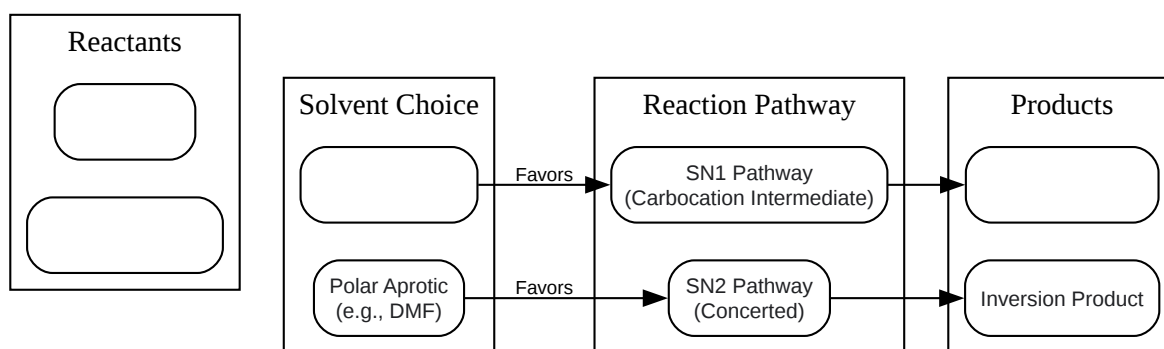 Reactants
Solvent Choice
Reaction Pathway
Products
Favors
SN1 Pathway
(Carbocation Intermediate)
Polar Aprotic
(e.g., DMF)
Favors
SN2 Pathway
(Concerted)
Inversion Product